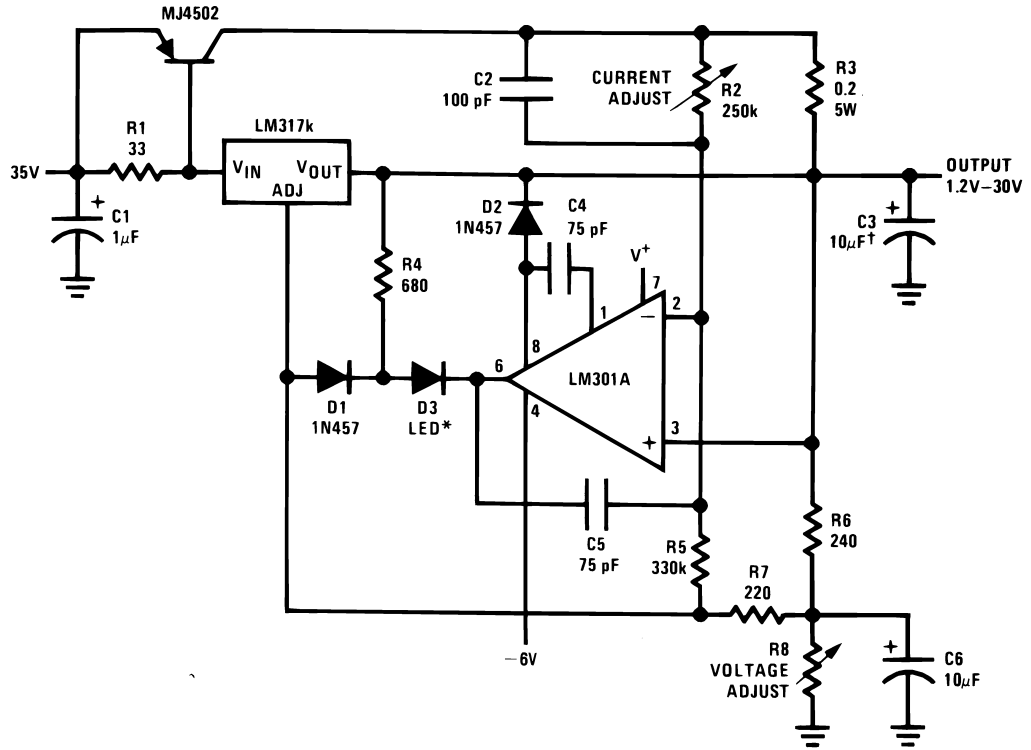 MJ4502
R1
33
LM317k
VIN
VOUT
ADJ
35V
+
C1
1μF
C2
100 pF
CURRENT
ADJUST
R2
250k
R3
0.2
5W
OUTPUT
1.2V–30V
+
C3
10μF†
D2
1N457
C4
75 pF
V+
7
1
2
–
8
6
LM301A
4
3
+
R4
680
D1
1N457
D3
LED*
C5
75 pF
R5
330k
R6
240
R7
220
–6V
R8
VOLTAGE
ADJUST
+
C6
10μF